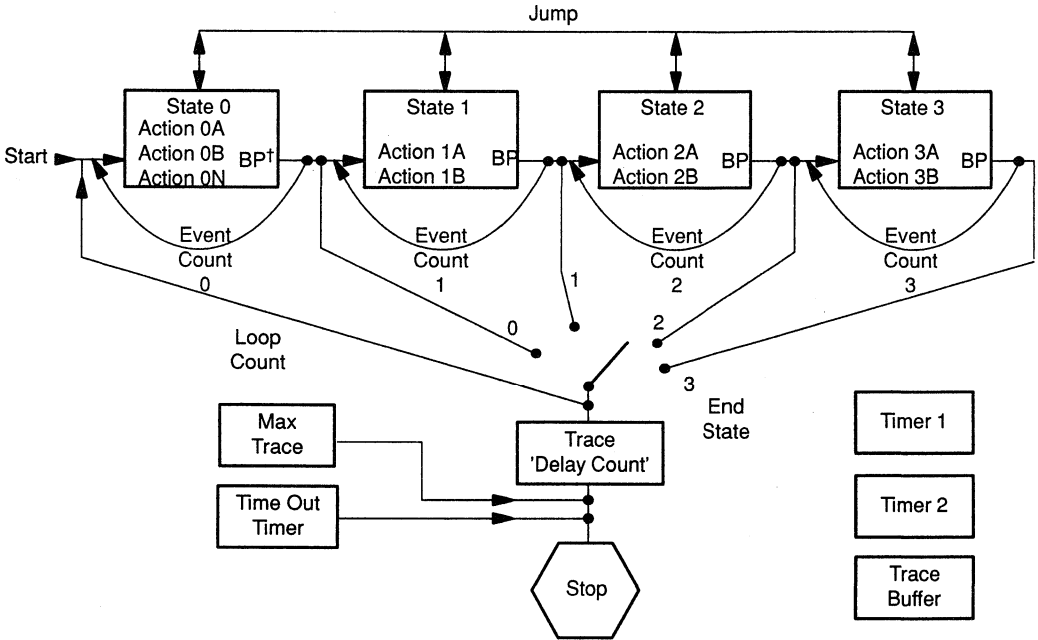 Jump
State 0
Action 0A
Action 0B
Action 0N
BP†
State 1
Action 1A
Action 1B
BP
State 2
Action 2A
Action 2B
BP
State 3
Action 3A
Action 3B
BP
Start
Event
Count
0
Event
Count
1
Event
Count
2
Event
Count
3
0
1
2
3
Loop
Count
End
State
Max
Trace
Time Out
Timer
Trace
'Delay Count'
Stop
Timer 1
Timer 2
Trace
Buffer